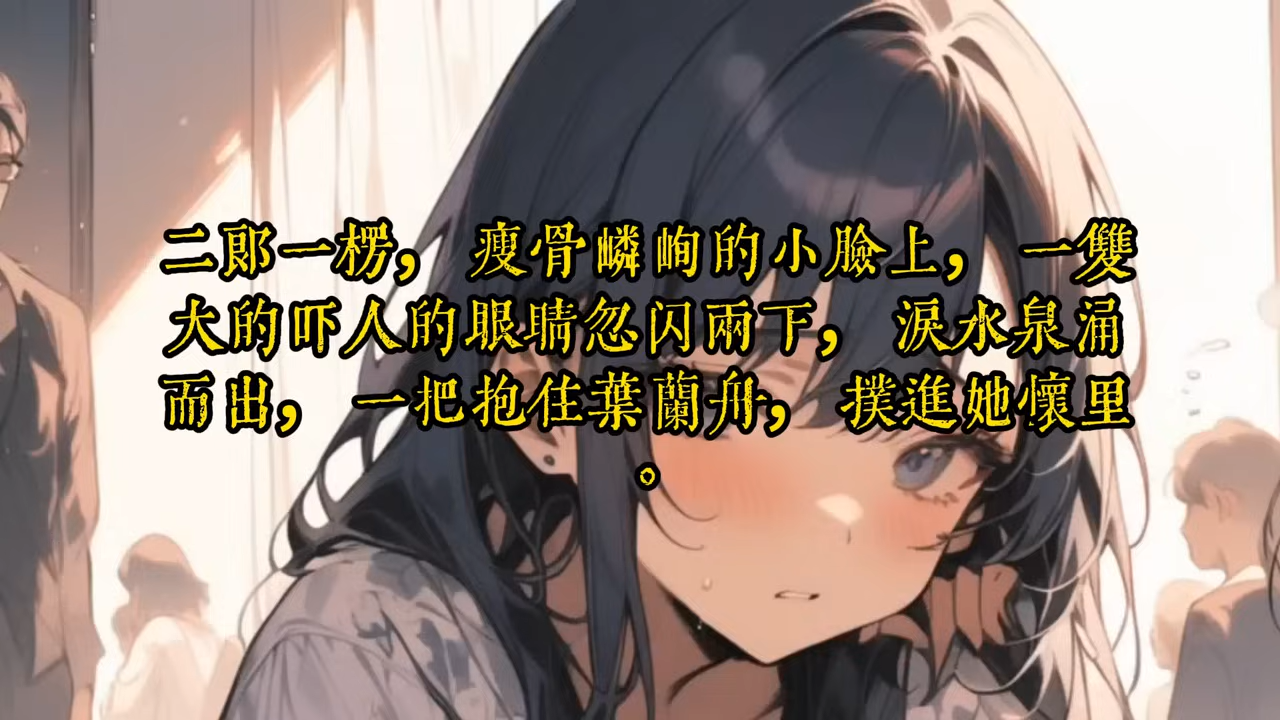 二郎一楞， 瘦骨嶙峋的小臉上， 一雙
大的吓人的眼睛忽閃兩下， 淚水泉涌
而出， 一把抱住葉蘭舟， 撲進她懷里
。